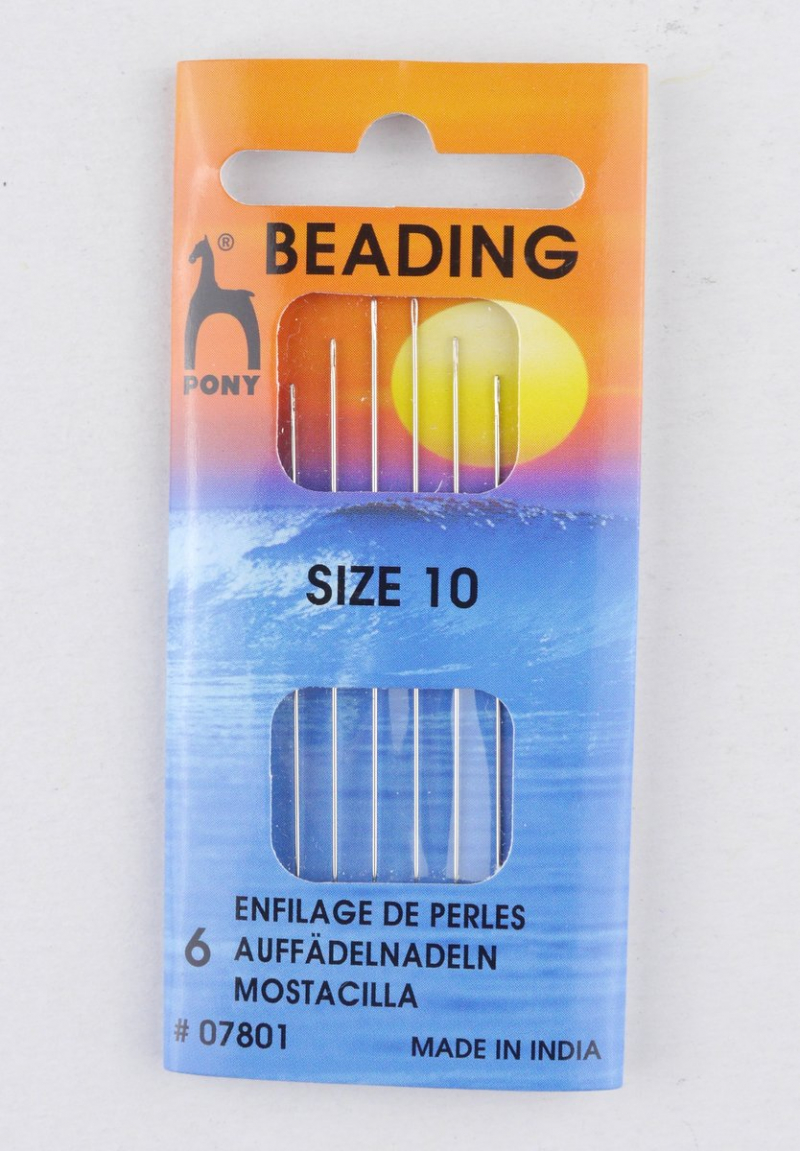 BEADING
®
PONY
SIZE 10
ENFILAGE DE PERLES
6 AUFFÄDELNADELN
MOSTACILLA
# 07801
MADE IN INDIA